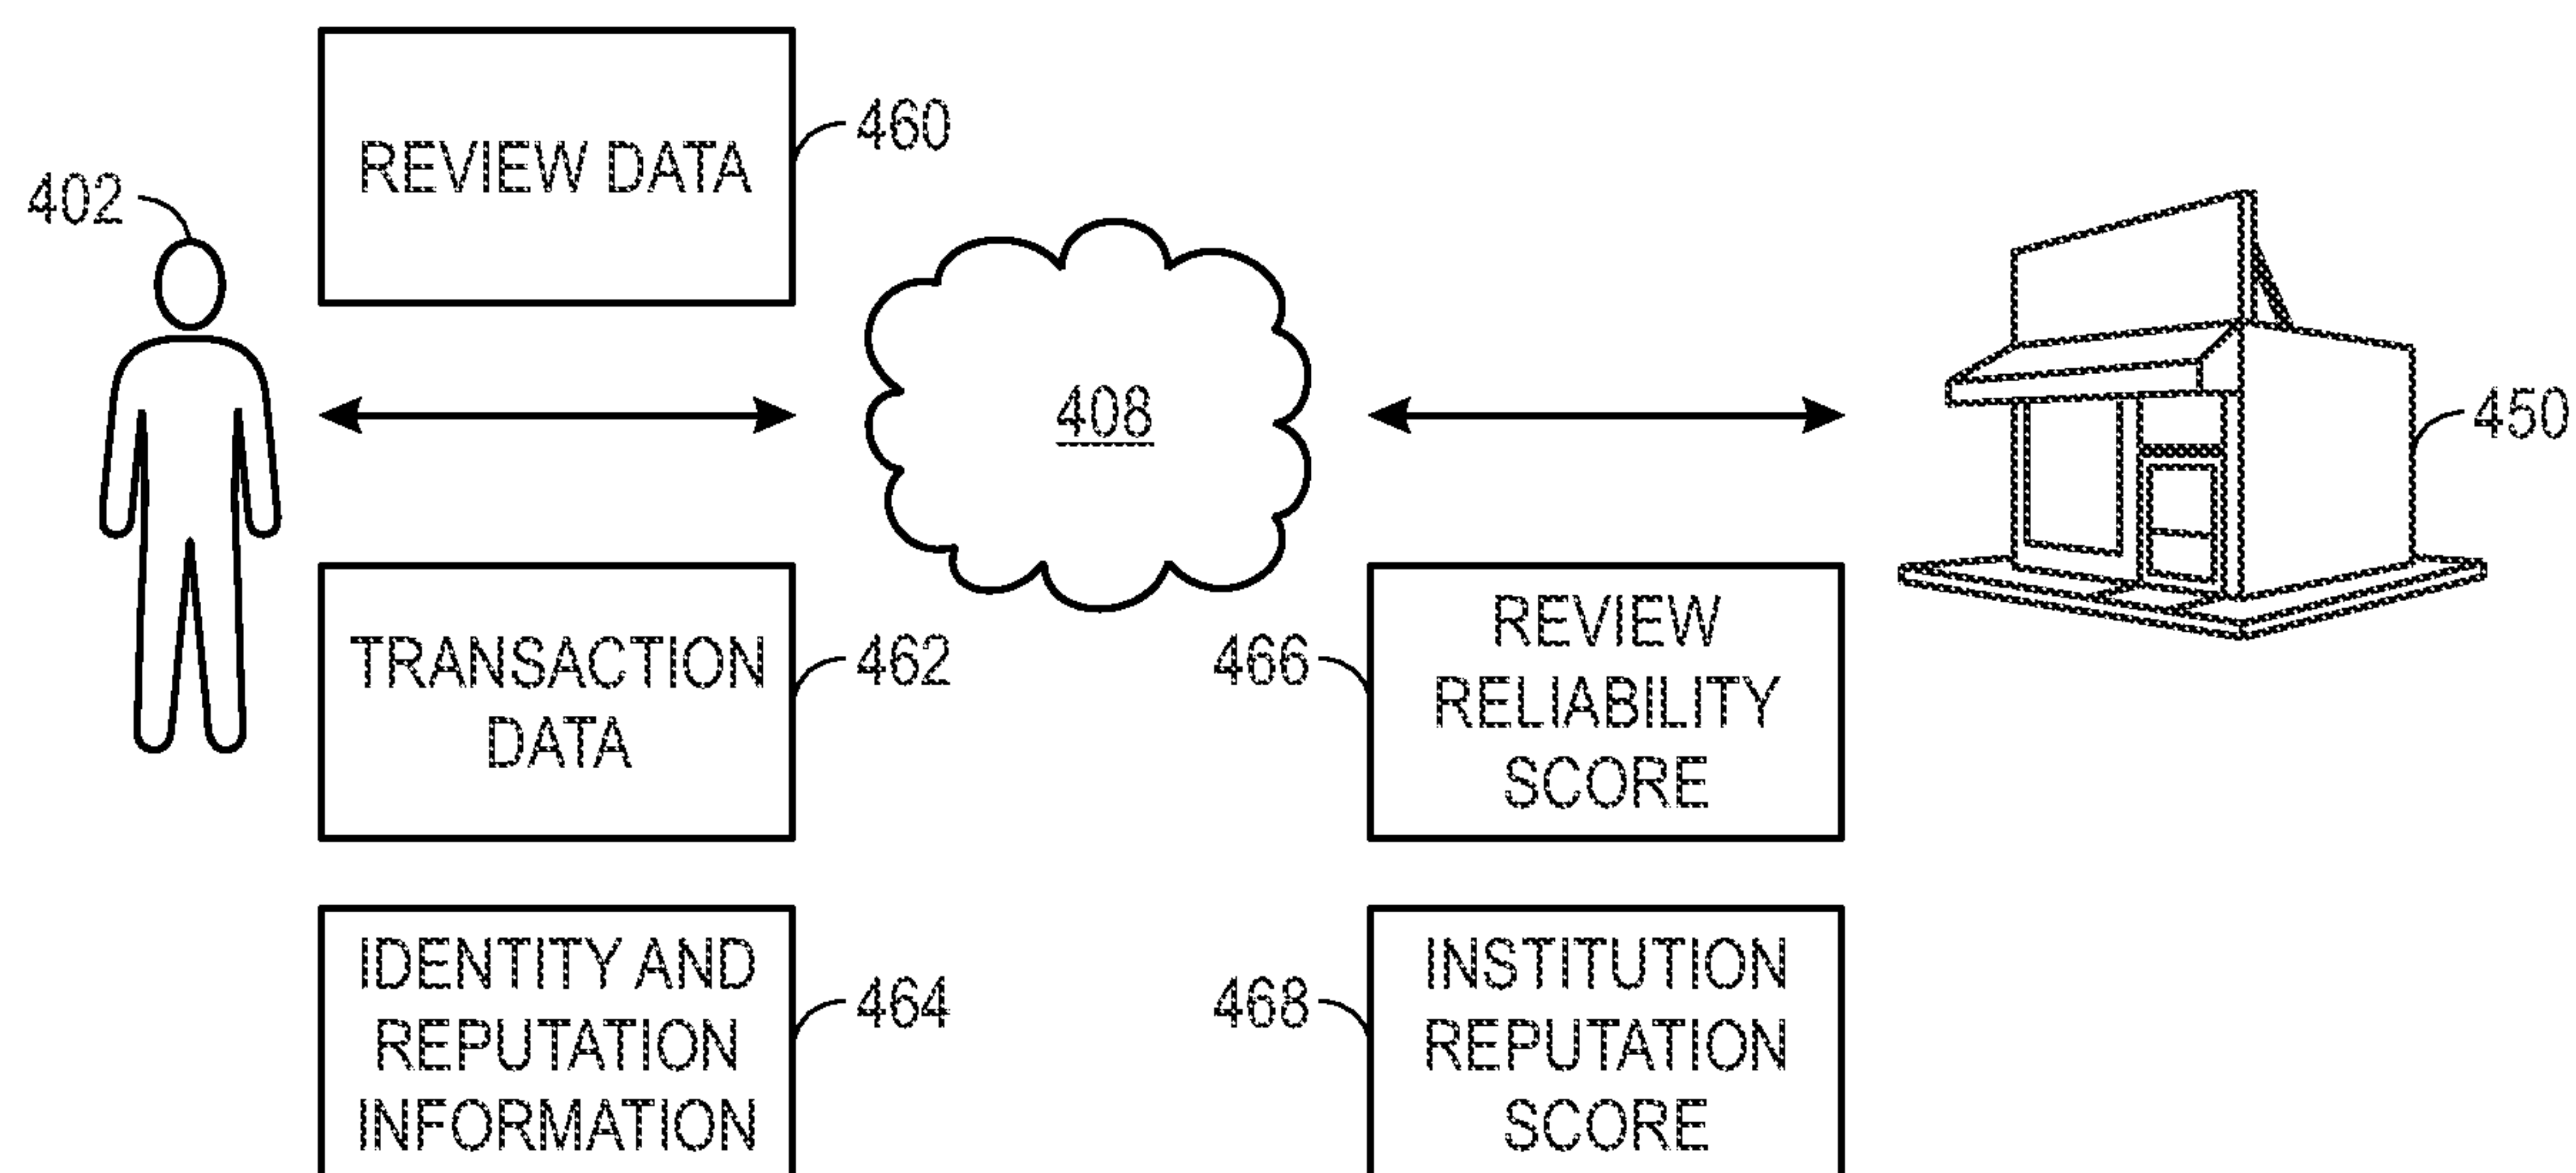 REVIEW DATA
460
402
408
450
TRANSACTION
DATA
462
466
REVIEW
RELIABILITY
SCORE
IDENTITY AND
REPUTATION
INFORMATION
464
468
INSTITUTION
REPUTATION
SCORE